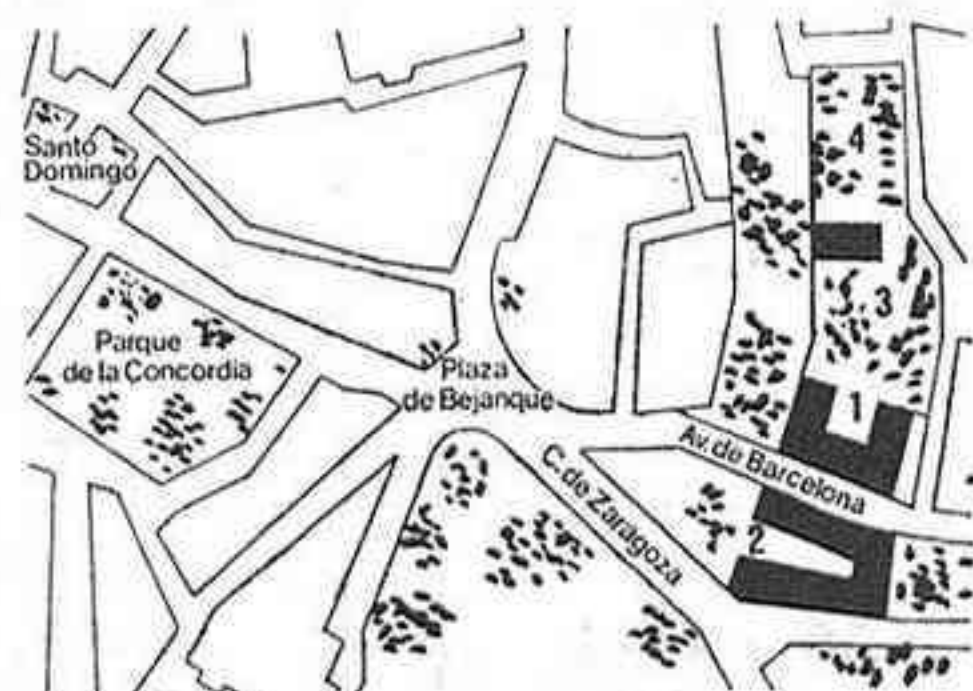 Santo
Domingo
Parque
de la Concordia
Plaza
de Bejanque
C. de Zaragoza
Av. de Barcelona
1
2
3
4